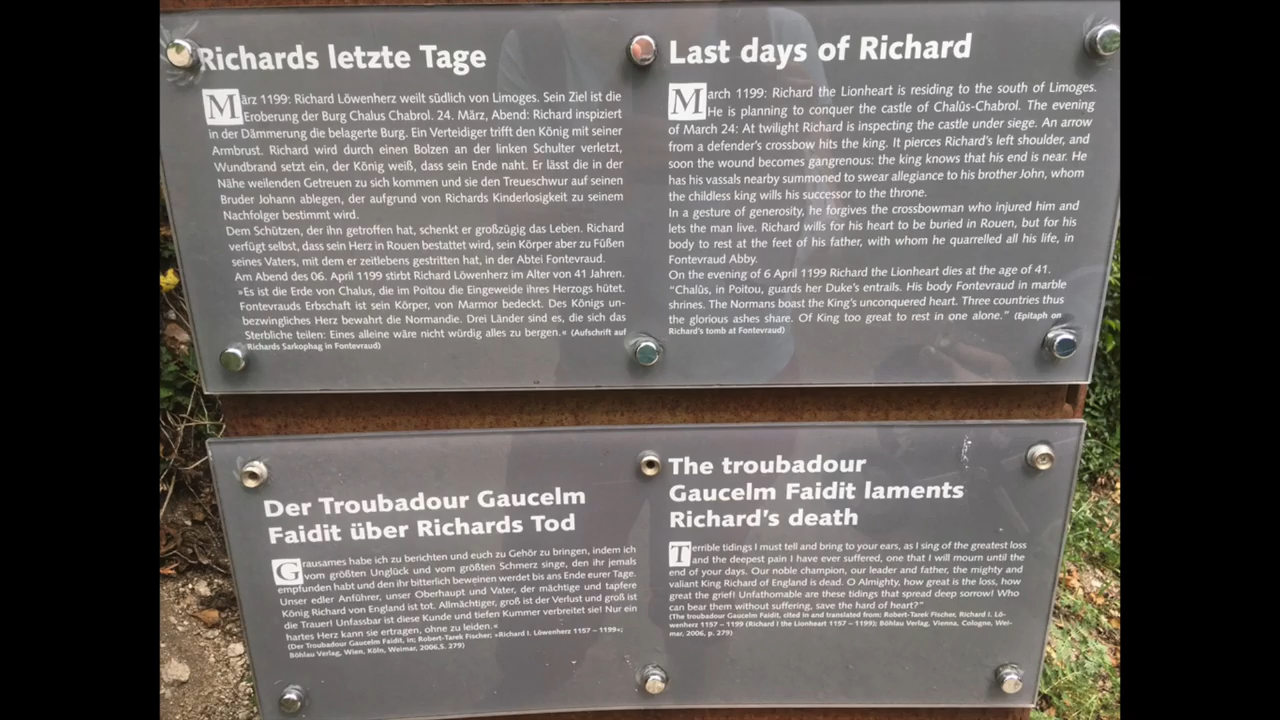 Richards letzte Tage
März 1199: Richard Löwenherz weilt südlich von Limoges. Sein Ziel ist die
Eroberung der Burg Chalus Chabrol. 24. März, Abend: Richard inspiziert
in der Dämmerung die belagerte Burg. Ein Verteidiger trifft den König mit seiner
Armbrust. Richard wird durch einen Bolzen an der linken Schulter verletzt,
Wundbrand setzt ein, der König weiß, dass sein Ende naht. Er lässt die in der
Nähe weilenden Getreuen zu sich kommen und sie den Treueschwur auf seinen
Bruder Johann ablegen, der aufgrund von Richards Kinderlosigkeit zu seinem
Nachfolger bestimmt wird.
Dem Schützen, der ihn getroffen hat, schenkt er großzügig das Leben. Richard
verfügt selbst, dass sein Herz in Rouen bestattet wird, sein Körper aber zu Füßen
seines Vaters, mit dem er zeitlebens gestritten hat, in der Abtei Fontevraud.
Am Abend des 06. April 1199 stirbt Richard Löwenherz im Alter von 41 Jahren.
»Es ist die Erde von Chalus, die im Poitou die Eingeweide ihres Herzogs hütet.
Fontevrauds Erbschaft ist sein Körper, von Marmor bedeckt. Des Königs un-
bezwingliches Herz bewahrt die Normandie. Drei Länder sind es, die sich das
Sterbliche teilen: Eines alleine wäre nicht würdig alles zu bergen.« (Aufschrift auf
Richards Sarkophag in Fontevraud)
Last days of Richard
March 1199: Richard the Lionheart is residing to the south of Limoges.
He is planning to conquer the castle of Chalûs-Chabrol. The evening
of March 24: At twilight Richard is inspecting the castle under siege. An arrow
from a defender's crossbow hits the king. It pierces Richard's left shoulder, and
soon the wound becomes gangrenous: the king knows that his end is near. He
has his vassals nearby summoned to swear allegiance to his brother John, whom
the childless king wills his successor to the throne.
In a gesture of generosity, he forgives the crossbowman who injured him and
lets the man live. Richard wills for his heart to be buried in Rouen, but for his
body to rest at the feet of his father, with whom he quarrelled all his life, in
Fontevraud Abby.
On the evening of 6 April 1199 Richard the Lionheart dies at the age of 41.
"Chalûs, in Poitou, guards her Duke's entrails. His body Fontevraud in marble
shrines. The Normans boast the King's unconquered heart. Three countries thus
the glorious ashes share. Of King too great to rest in one alone." (Epitaph on
Richard's tomb at Fontevraud)
Der Troubadour Gaucelm
Faidit über Richards Tod
Grausames habe ich zu berichten und euch zu Gehör zu bringen, indem ich
vom größten Unglück und vom größten Schmerz singe, den ihr jemals
empfunden habt und den ihr bitterlich beweinen werdet bis ans Ende eurer Tage.
Unser edler Anführer, unser Oberhaupt und Vater, der mächtige und tapfere
König Richard von England ist tot. Allmächtiger, groß ist der Verlust und groß ist
die Trauer! Unfassbar ist diese Kunde und tiefen Kummer verbreitet sie! Nur ein
hartes Herz kann sie ertragen, ohne zu leiden.«
(Der Troubadour Gaucelm Faidit, in; Robert-Tarek Fischer; »Richard I. Löwenherz 1157 – 1199«;
Böhlau Verlag, Wien, Köln, Weimar, 2006,S. 279)
The troubadour
Gaucelm Faidit laments
Richard's death
Terrible tidings I must tell and bring to your ears, as I sing of the greatest loss
and the deepest pain I have ever suffered, one that I will mourn until the
end of your days. Our noble champion, our leader and father, the mighty and
valiant King Richard of England is dead. O Almighty, how great is the loss, how
great the grief! Unfathomable are these tidings that spread deep sorrow! Who
can bear them without suffering, save the hard of heart?"
(The troubadour Gaucelm Faidit, cited in and translated from: Robert-Tarek Fischer, Richard I. Lö-
wenherz 1157 – 1199 (Richard I the Lionheart 1157 – 1199); Böhlau Verlag, Vienna, Cologne, Wei-
mar, 2006, p. 279)